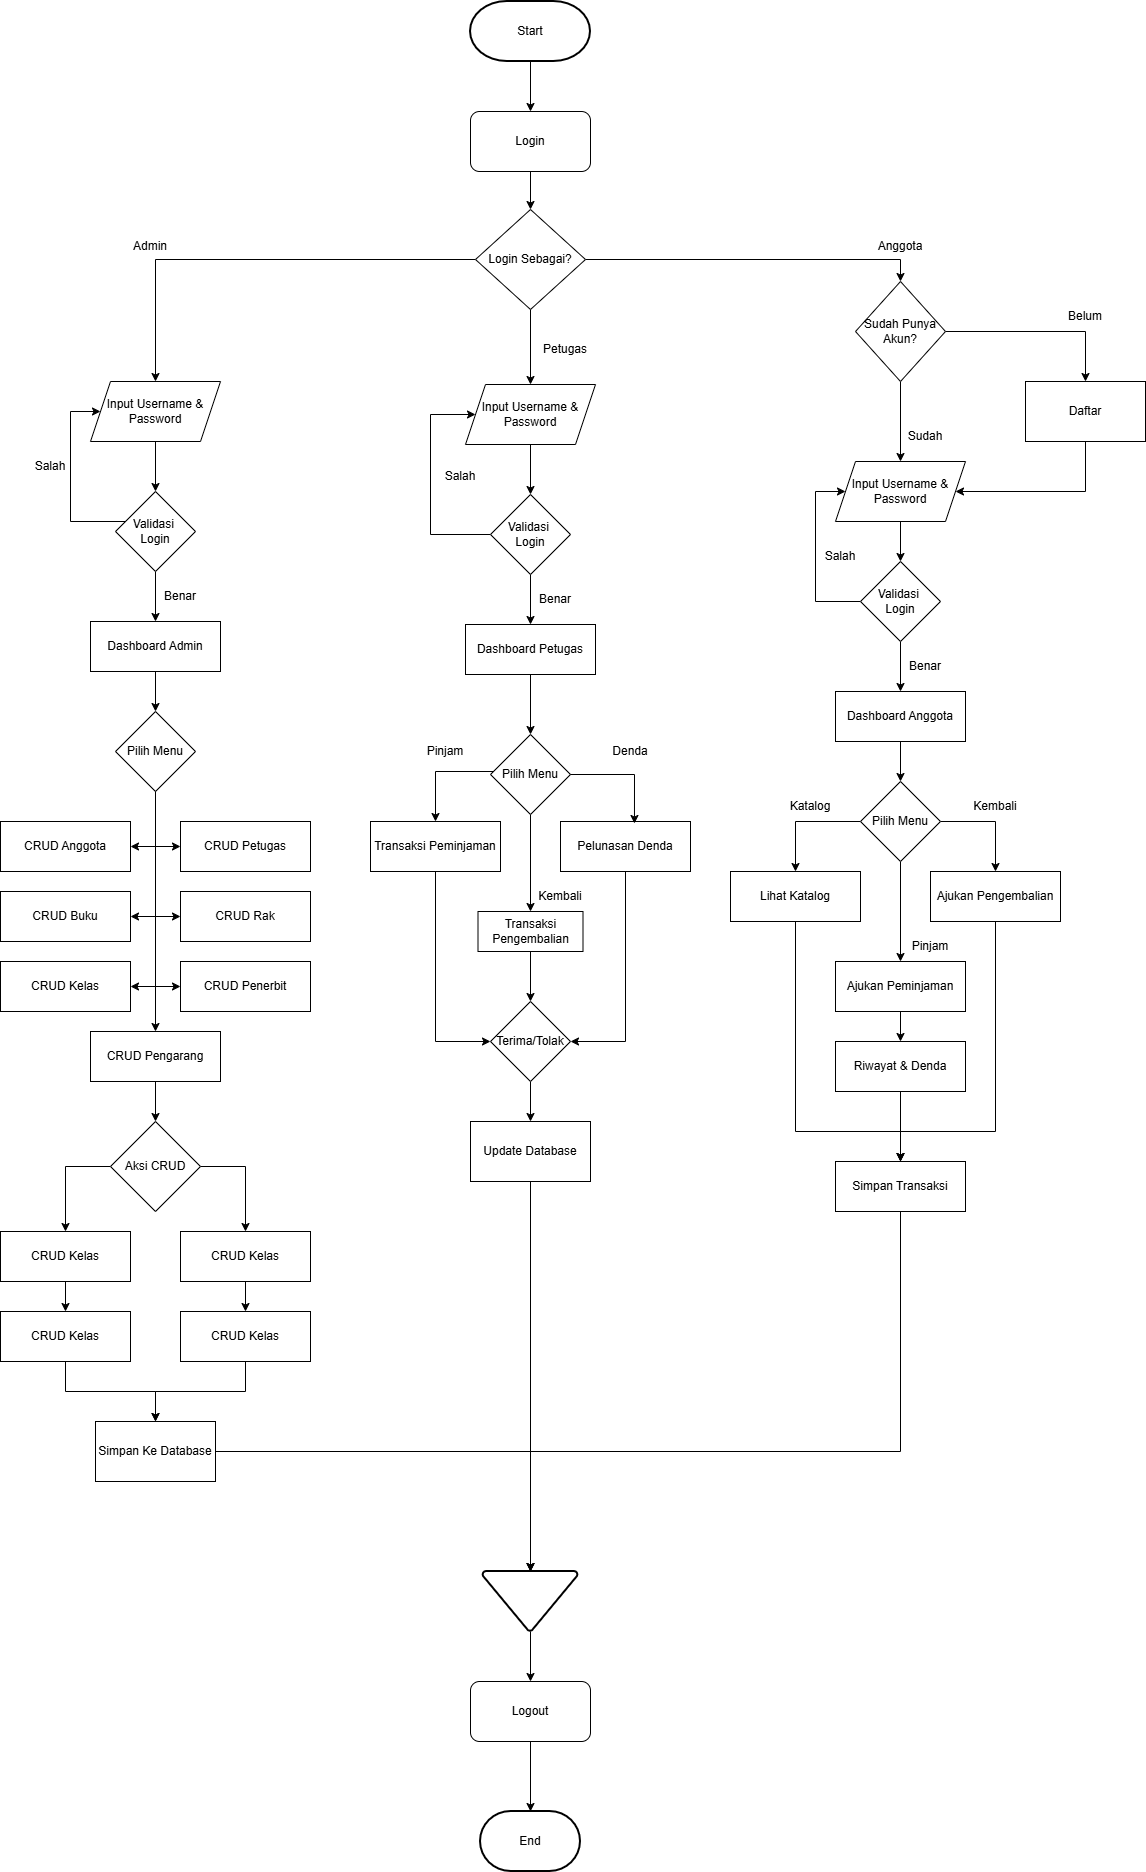 Start
Login
Login Sebagai?
Admin
Anggota
Petugas
Sudah Punya
Akun?
Belum
Daftar
Sudah
Input Username &
Password
Salah
Validasi
Login
Benar
Dashboard Admin
Pilih Menu
CRUD Anggota
CRUD Petugas
CRUD Buku
CRUD Rak
CRUD Kelas
CRUD Penerbit
CRUD Pengarang
Aksi CRUD
CRUD Kelas
CRUD Kelas
CRUD Kelas
CRUD Kelas
Simpan Ke Database
Input Username &
Password
Salah
Validasi
Login
Benar
Dashboard Petugas
Pilih Menu
Pinjam
Denda
Transaksi Peminjaman
Pelunasan Denda
Kembali
Transaksi
Pengembalian
Terima/Tolak
Update Database
Input Username &
Password
Salah
Validasi
Login
Benar
Dashboard Anggota
Pilih Menu
Katalog
Kembali
Lihat Katalog
Ajukan Pengembalian
Pinjam
Ajukan Peminjaman
Riwayat & Denda
Simpan Transaksi
Logout
End